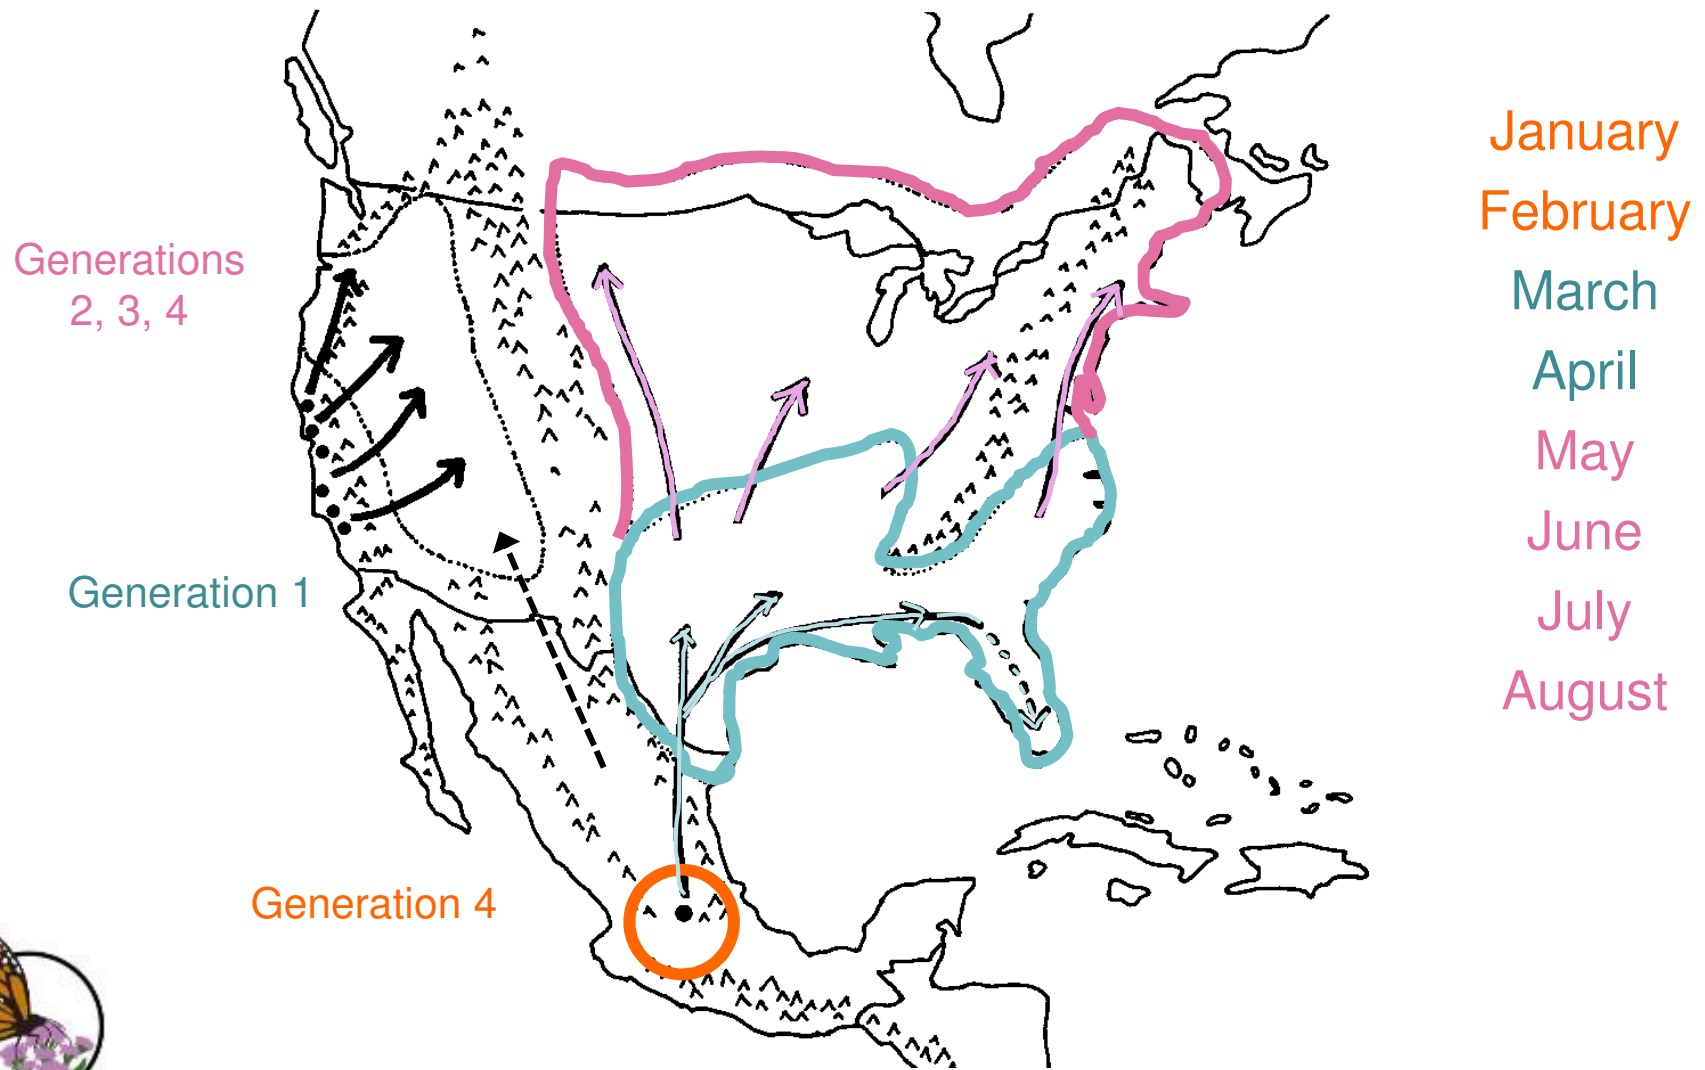 Generations
2, 3, 4
Generation 1
Generation 4
January
February
March
April
May
June
July
August